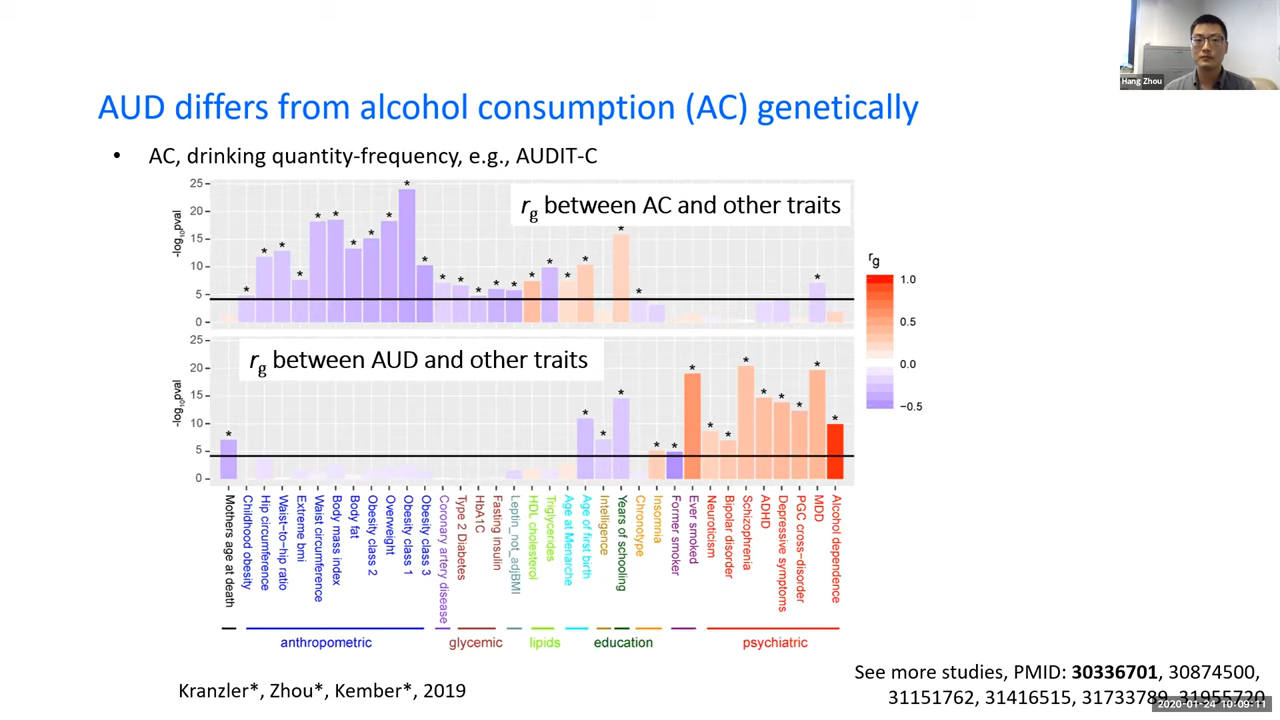 Hang Zhou
AUD differs from alcohol consumption (AC) genetically
• AC, drinking quantity-frequency, e.g., AUDIT-C
rg between AC and other traits
-log10pval
25
20
15
10
5
0
rg between AUD and other traits
-log10pval
25
20
15
10
5
0
rg
1.0
0.5
0.0
−0.5
Mothers age at death
Childhood obesity
Hip circumference
Waist−to−hip ratio
Extreme bmi
Waist circumference
Body mass index
Body fat
Obesity class 2
Overweight
Obesity class 1
Obesity class 3
Coronary artery disease
Type 2 Diabetes
HbA1C
Fasting insulin
Leptin_not_adjBMI
HDL cholesterol
Triglycerides
Age at Menarche
Age of first birth
Intelligence
Years of schooling
Chronotype
Insomnia
Former smoker
Ever smoked
Neuroticism
Bipolar disorder
Schizophrenia
ADHD
Depressive symptoms
PGC cross−disorder
MDD
Alcohol dependence
anthropometric
glycemic
lipids
education
psychiatric
Kranzler*, Zhou*, Kember*, 2019
See more studies, PMID: 30336701, 30874500,
31151762, 31416515, 31733789, 31955720
2020-01-24 10:09:11